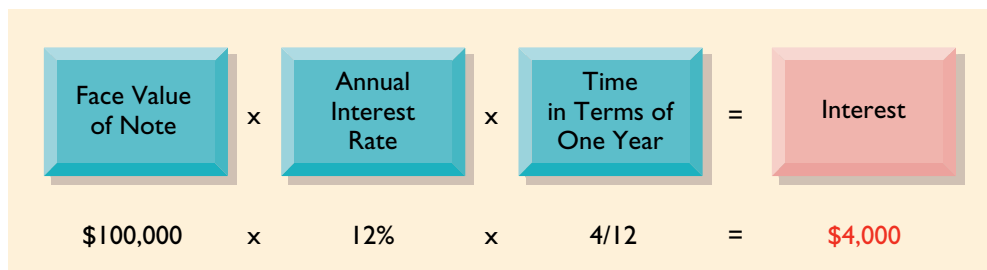 Face Value
of Note
x
Annual
Interest
Rate
x
Time
in Terms of
One Year
=
Interest
$100,000 x 12% x 4/12 = $4,000